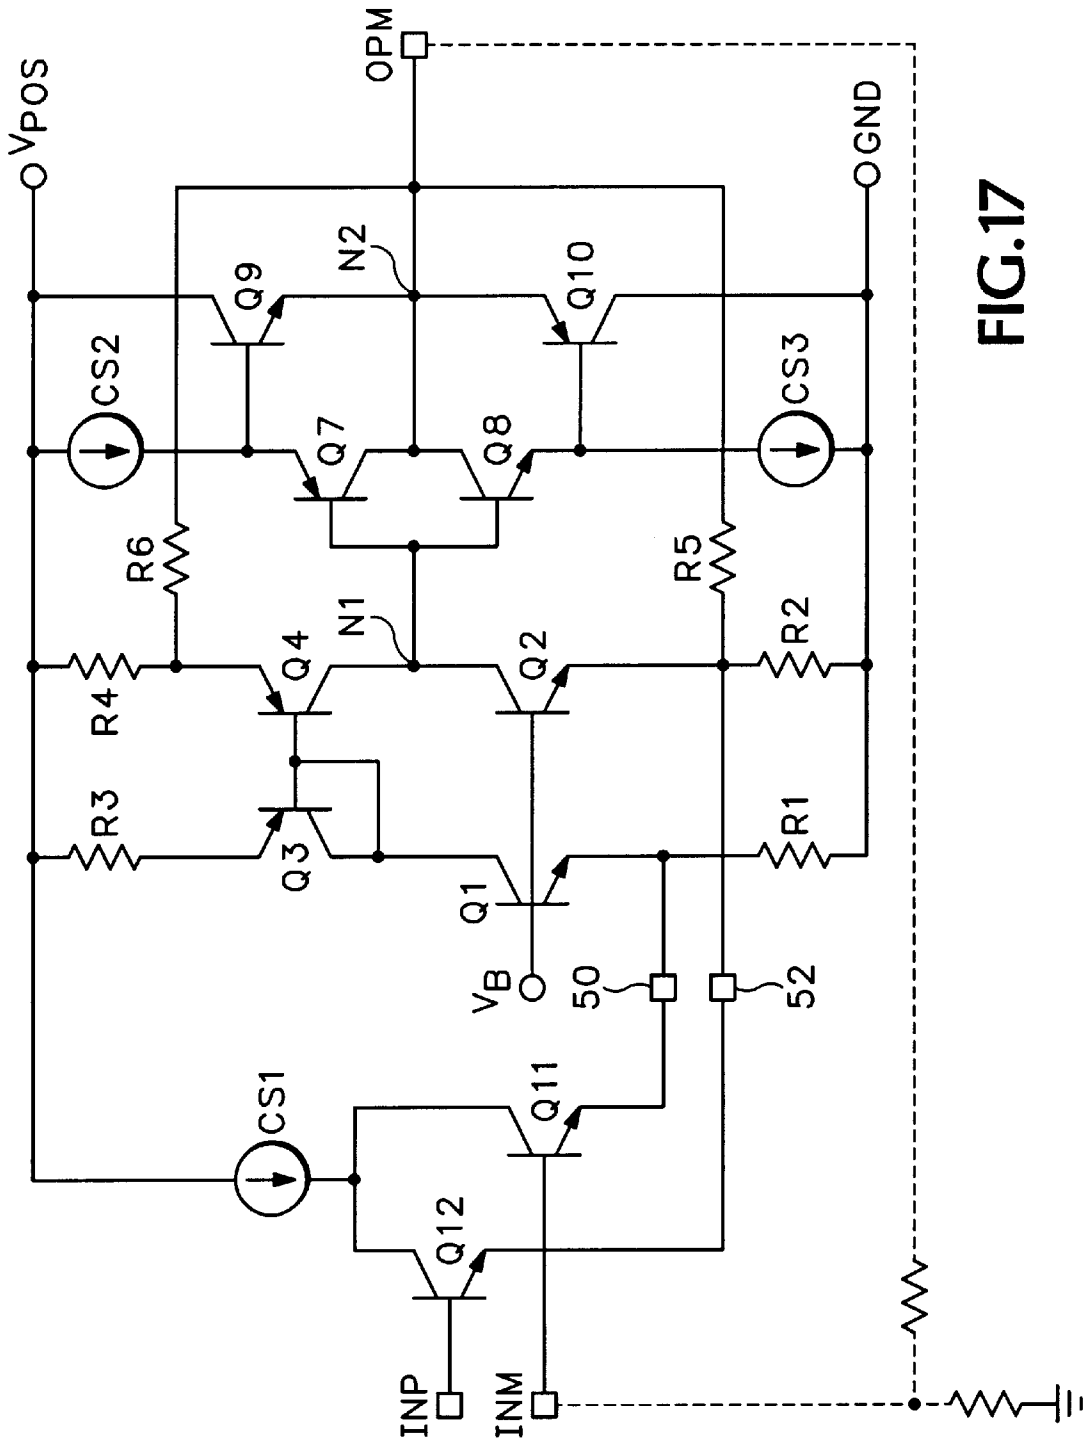 VPOS
CS1
R3
R4
CS2
R6
Q9
OPM
Q3
Q4
Q7
N1
N2
INP
Q12
INM
Q11
VB
Q1
Q2
Q8
Q10
50
52
R5
R1
R2
CS3
GND
FIG.17